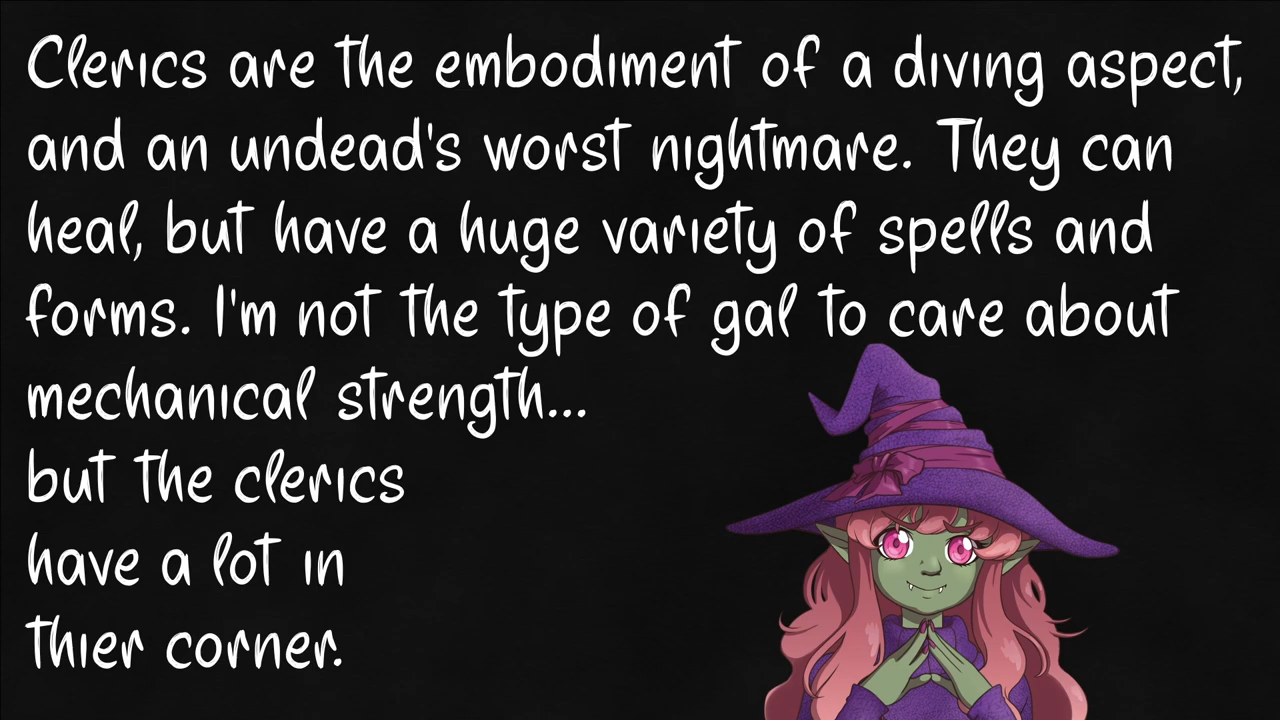 Clerics are the embodiment of a diving aspect,
and an undead's worst nightmare. They can
heal, but have a huge variety of spells and
forms. I'm not the type of gal to care about
mechanical strength...
but the clerics
have a lot in
thier corner.